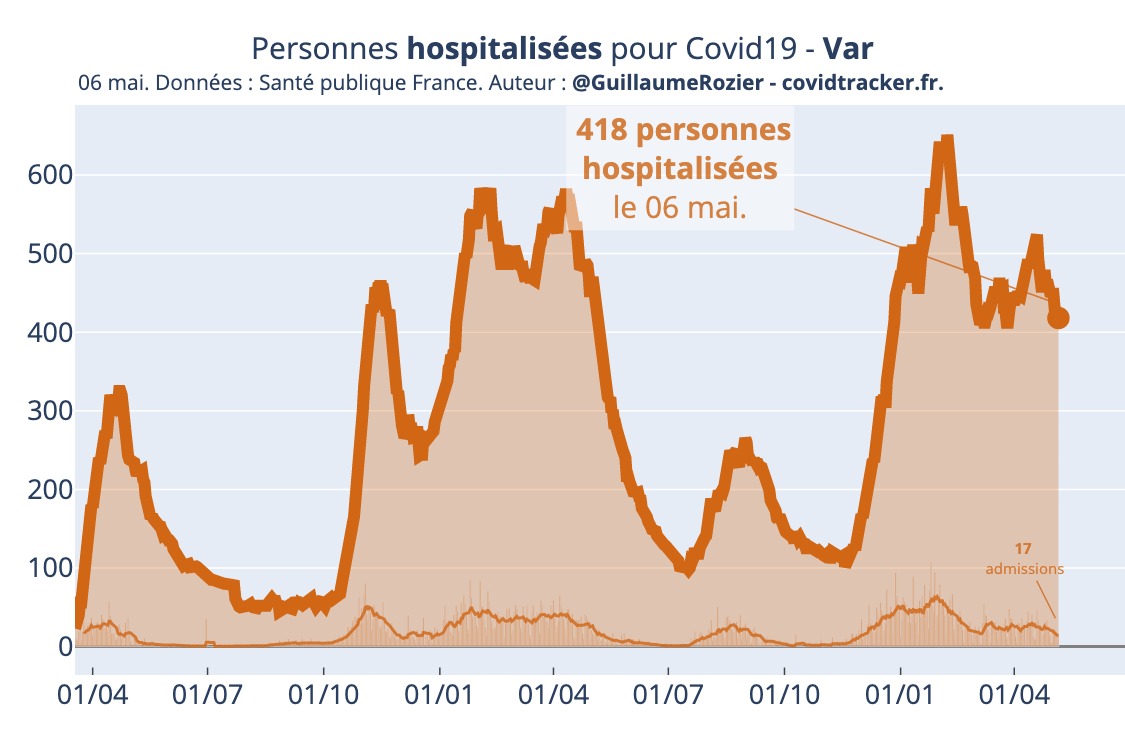 Personnes hospitalisées pour Covid19 - Var
06 mai. Données : Santé publique France. Auteur : @GuillaumeRozier - covidtracker.fr.
418 personnes
hospitalisées
le 06 mai.
600
500
400
300
200
100
0
17
admissions
01/04 01/07 01/10 01/01 01/04 01/07 01/10 01/01 01/04